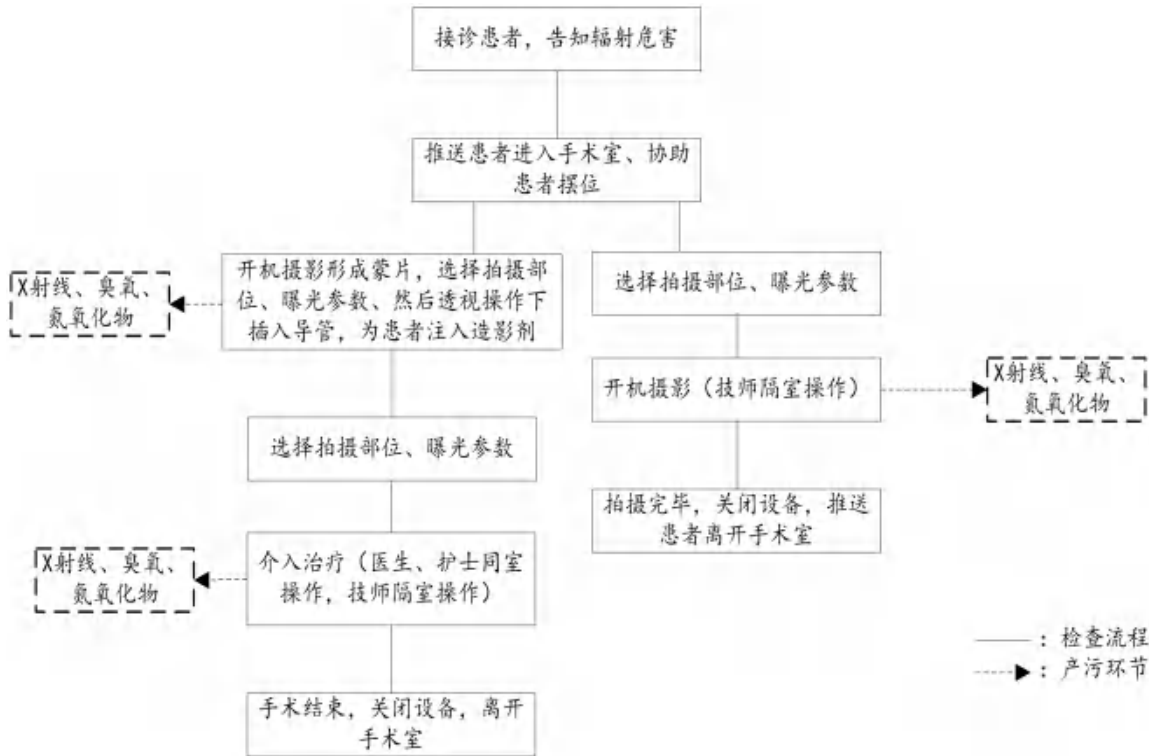 接诊患者，告知辐射危害
推送患者进入手术室、协助
患者摆位
开机摄影形成蒙片，选择拍摄部
位、曝光参数、然后透视操作下
插入导管，为患者注入造影剂
X射线、臭氧、
氮氧化物
选择拍摄部位、曝光参数
介入治疗（医生、护士同室
操作，技师隔室操作）
X射线、臭氧、
氮氧化物
手术结束，关闭设备，离开
手术室
选择拍摄部位、曝光参数
开机摄影（技师隔室操作）
X射线、臭氧、
氮氧化物
拍摄完毕，关闭设备，推送
患者离开手术室
：检查流程
：产污环节